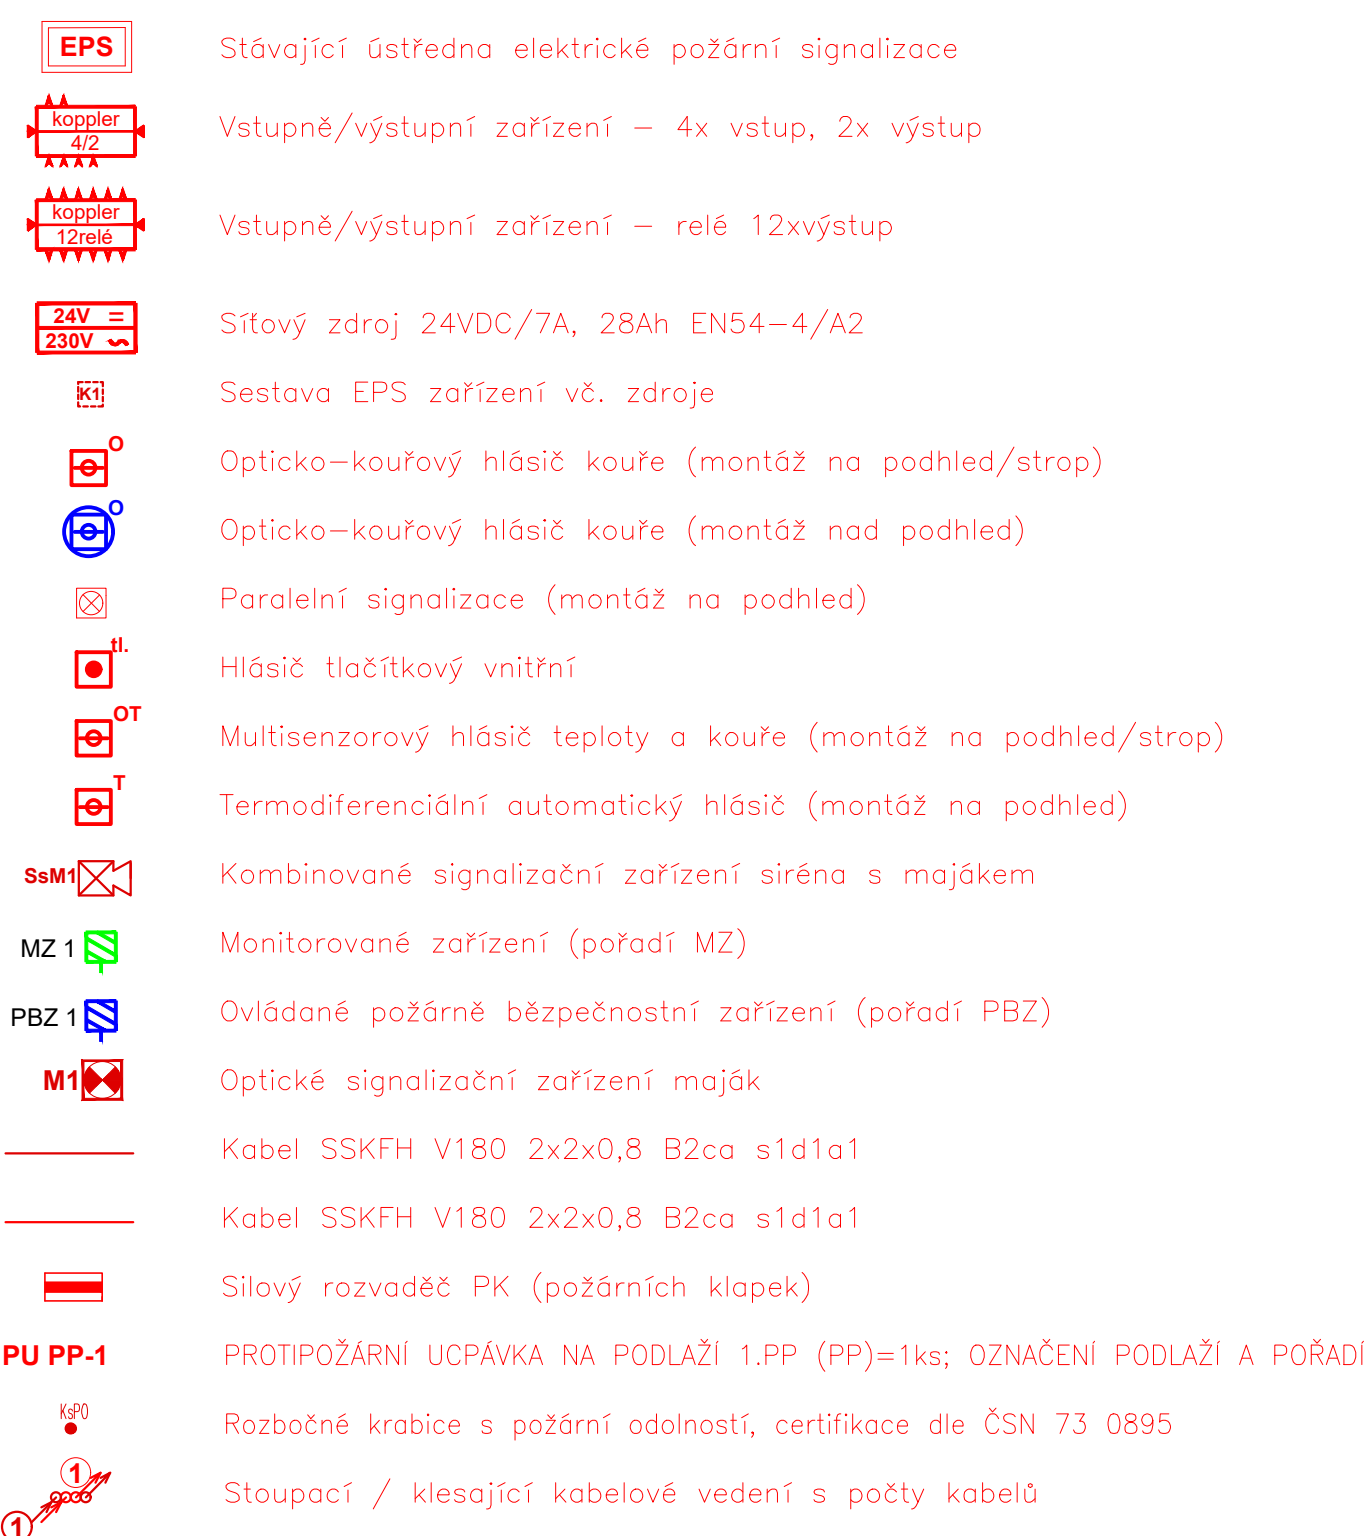 EPS Stávající ústředna elektrické požární signalizace
koppler
4/2
Vstupně/výstupní zařízení – 4x vstup, 2x výstup
koppler
12relé
Vstupně/výstupní zařízení – relé 12xvýstup
24V =
230V
Síťový zdroj 24VDC/7A, 28Ah EN54–4/A2
K1 Sestava EPS zařízení vč. zdroje
O Opticko–kouřový hlásič kouře (montáž na podhled/strop)
O Opticko–kouřový hlásič kouře (montáž nad podhled)
Paralelní signalizace (montáž na podhled)
tl. Hlásič tlačítkový vnitřní
OT Multisenzorový hlásič teploty a kouře (montáž na podhled/strop)
T Termodiferenciální automatický hlásič (montáž na podhled)
SsM1 Kombinované signalizační zařízení siréna s majákem
MZ 1 Monitorované zařízení (pořadí MZ)
PBZ 1 Ovládané požárně bězpečnostní zařízení (pořadí PBZ)
M1 Optické signalizační zařízení maják
Kabel SSKFH V180 2x2x0,8 B2ca s1d1a1
Kabel SSKFH V180 2x2x0,8 B2ca s1d1a1
Silový rozvaděč PK (požárních klapek)
PU PP-1 PROTIPOŽÁRNÍ UCPÁVKA NA PODLAŽÍ 1.PP (PP)=1ks; OZNAČENÍ PODLAŽÍ A POŘADÍ
KsPO Rozbočné krabice s požární odolností, certifikace dle ČSN 73 0895
1 Stoupací / klesající kabelové vedení s počty kabelů
1